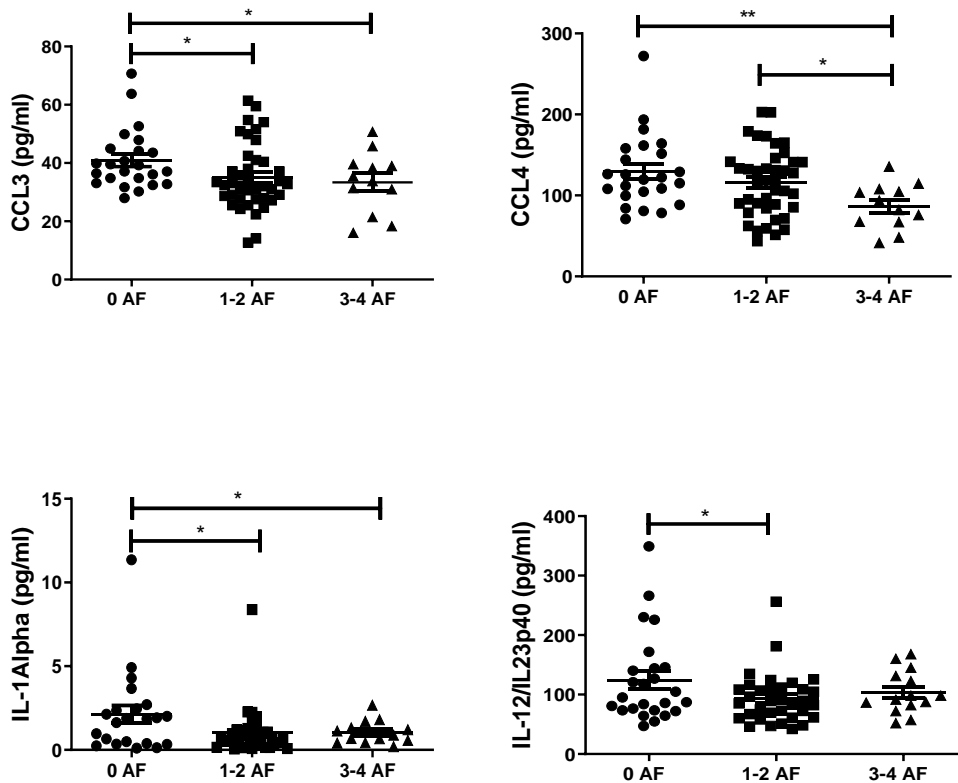 *
*
80
60
40
20
0
CCL3 (pg/ml)
0 AF
1-2 AF
3-4 AF
**
*
300
200
100
0
CCL4 (pg/ml)
0 AF
1-2 AF
3-4 AF
*
*
15
10
5
0
IL-1Alpha (pg/ml)
0 AF
1-2 AF
3-4 AF
*
400
300
200
100
0
IL-12/IL23p40 (pg/ml)
0 AF
1-2 AF
3-4 AF